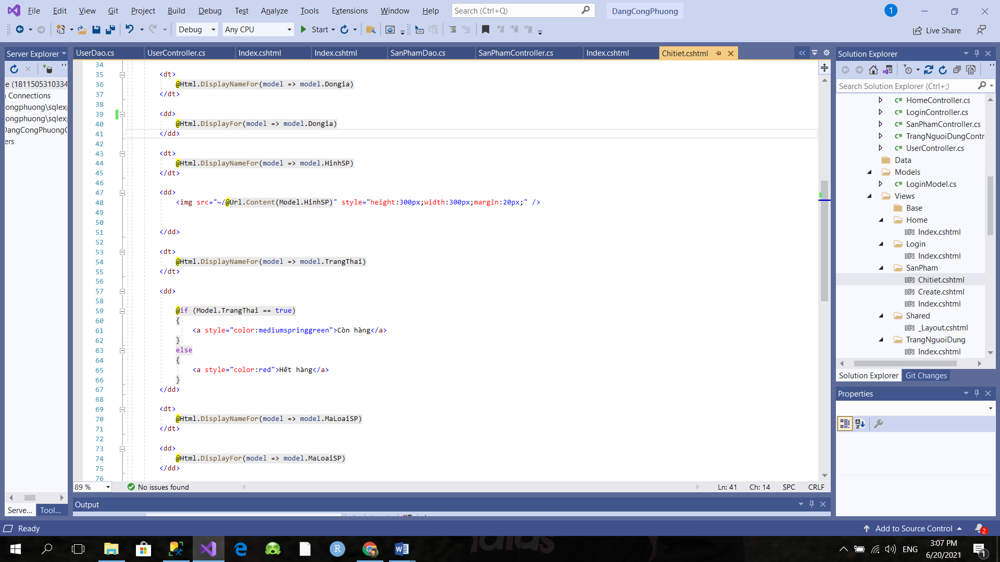 File Edit View Git Project Build Debug Test Analyze Tools Extensions Window Help Search (Ctrl+Q) DangCongPhuong 1
Debug Any CPU Start Live Share
Server Explorer
e (1811505310334
Connections
ongphuong\sqlexp
ongphuong\sqlexp
DangCongPhuongC
ers
Serve... Tool...
UserDao.cs UserController.cs Index.cshtml Index.cshtml SanPhamDao.cs SanPhamController.cs Index.cshtml Chitiet.cshtml
34
35 <dt>
36 @Html.DisplayNameFor(model => model.Dongia)
37 </dt>
38
39 <dd>
40 @Html.DisplayFor(model => model.Dongia)
41 </dd>
42
43 <dt>
44 @Html.DisplayNameFor(model => model.HinhSP)
45 </dt>
46
47 <dd>
48 <img src="~/@Url.Content(Model.HinhSP)" style="height:300px;width:300px;margin:20px;" />
49
50
51 </dd>
52
53 <dt>
54 @Html.DisplayNameFor(model => model.TrangThai)
55 </dt>
56
57 <dd>
58
59 @if (Model.TrangThai == true)
60 {
61 <a style="color:mediumspringgreen">Còn hàng</a>
62 }
63 else
64 {
65 <a style="color:red">Hết hàng</a>
66 }
67 </dd>
68
69 <dt>
70 @Html.DisplayNameFor(model => model.MaLoaiSP)
71 </dt>
72
73 <dd>
74 @Html.DisplayFor(model => model.MaLoaiSP)
75 </dd>
76
89 % No issues found Ln: 41 Ch: 14 SPC CRLF
Output
Solution Explorer
Search Solution Explorer (Ctrl+;)
C# HomeController.cs
C# LoginController.cs
C# SanPhamController.cs
C# TrangNguoiDungContr
C# UserController.cs
Data
Models
C# LoginModel.cs
Views
Base
Home
[@] Index.cshtml
Login
[@] Index.cshtml
SanPham
[@] Chitiet.cshtml
[@] Create.cshtml
[@] Index.cshtml
Shared
[@] _Layout.cshtml
TrangNguoiDung
[@] Index.cshtml
Solution Explorer Git Changes
Properties
Ready Add to Source Control 2
ENG 3:07 PM
6/20/2021 1